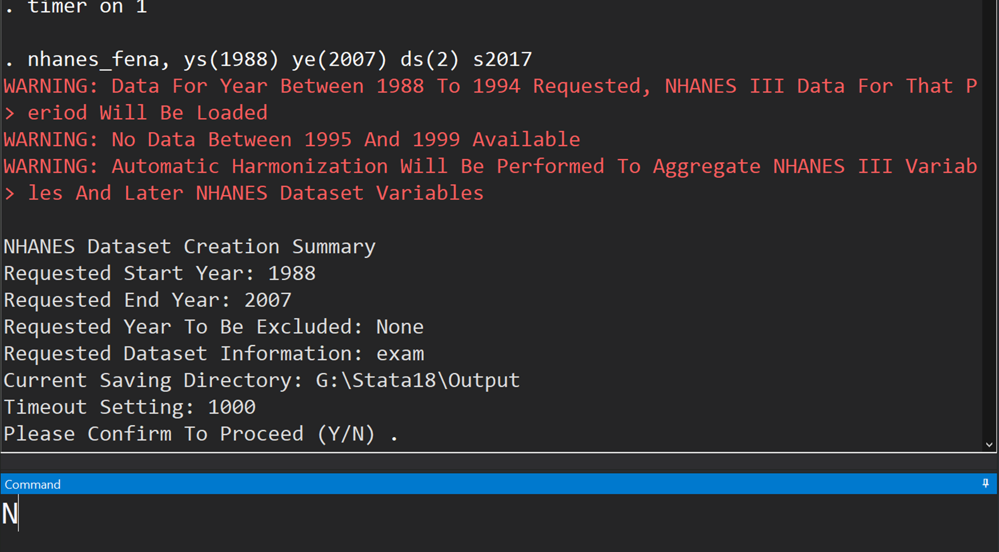 . timer on 1
. nhanes_fena, ys(1988) ye(2007) ds(2) s2017
WARNING: Data For Year Between 1988 To 1994 Requested, NHANES III Data For That P
> eriod Will Be Loaded
WARNING: No Data Between 1995 And 1999 Available
WARNING: Automatic Harmonization Will Be Performed To Aggregate NHANES III Variab
> les And Later NHANES Dataset Variables
NHANES Dataset Creation Summary
Requested Start Year: 1988
Requested End Year: 2007
Requested Year To Be Excluded: None
Requested Dataset Information: exam
Current Saving Directory: G:\Stata18\Output
Timeout Setting: 1000
Please Confirm To Proceed (Y/N) .
Command
N